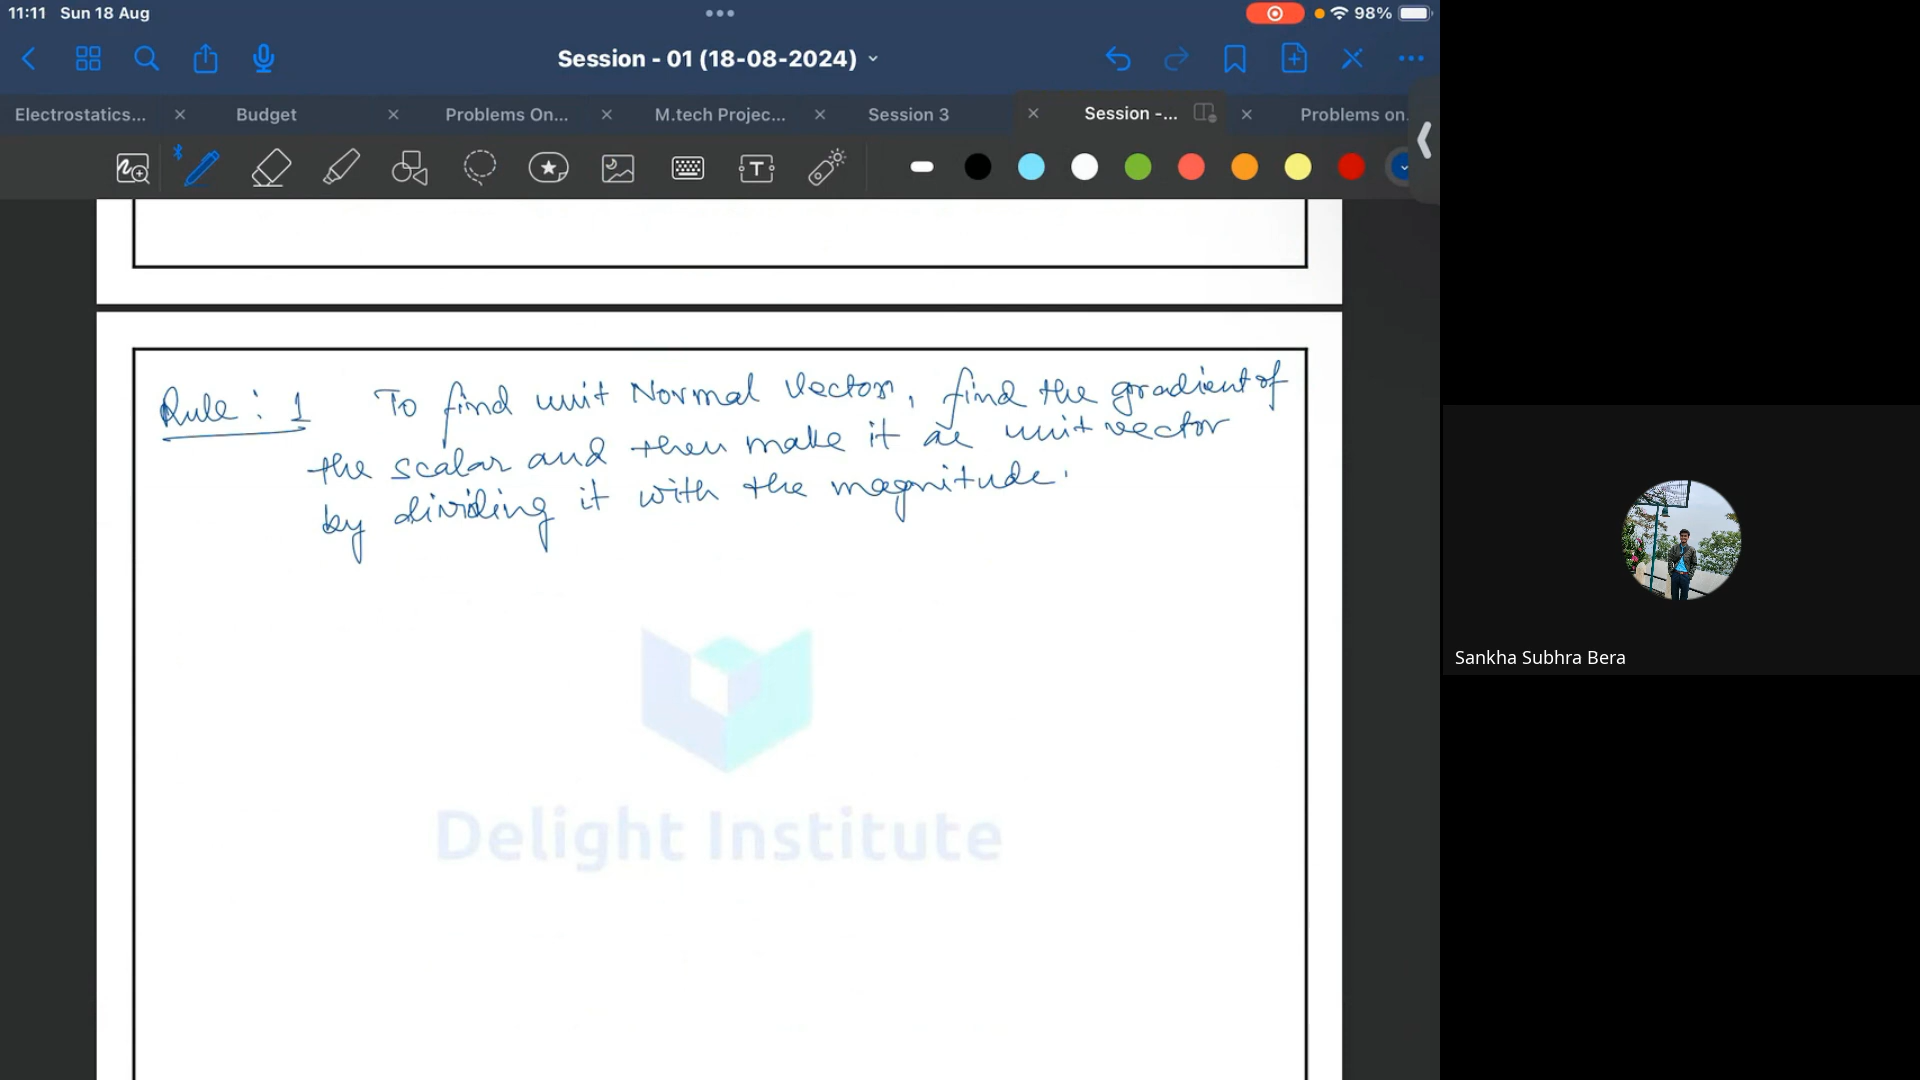 11:11 Sun 18 Aug
98%
Session - 01 (18-08-2024)
Electrostatics... Budget Problems On... M.tech Projec... Session 3 Session -... Problems on.
Rule : 1 To find unit Normal Vector, find the gradient of
the scalar and then make it as unit vector
by dividing it with the magnitude.
Delight Institute
Sankha Subhra Bera